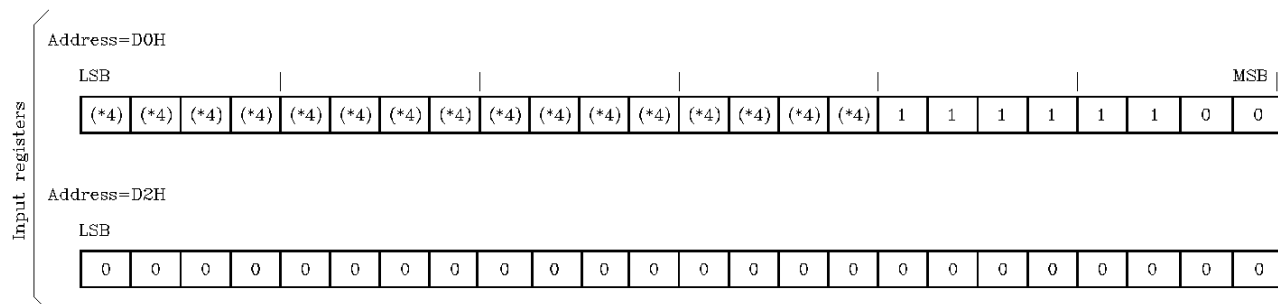 Input registers
Address=D0H
LSB MSB
(*4) (*4) (*4) (*4) (*4) (*4) (*4) (*4) (*4) (*4) (*4) (*4) (*4) (*4) (*4) (*4) 1 1 1 1 1 1 0 0
Address=D2H
LSB
0 0 0 0 0 0 0 0 0 0 0 0 0 0 0 0 0 0 0 0 0 0 0 0